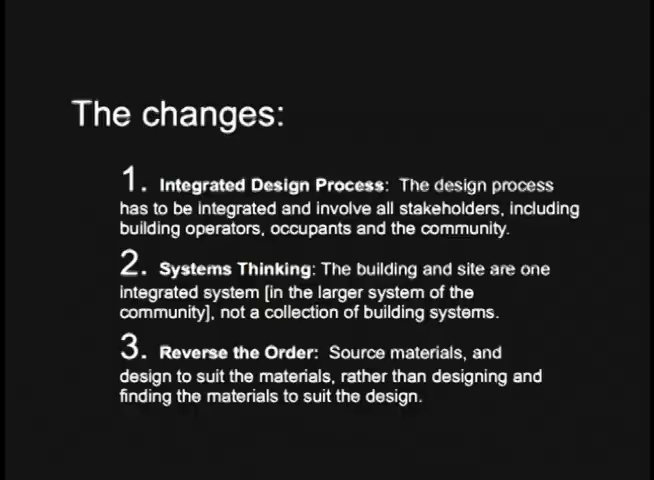 The changes:
1. Integrated Design Process: The design process
has to be integrated and involve all stakeholders, including
building operators, occupants and the community.
2. Systems Thinking: The building and site are one
integrated system [in the larger system of the
community], not a collection of building systems.
3. Reverse the Order: Source materials, and
design to suit the materials, rather than designing and
finding the materials to suit the design.